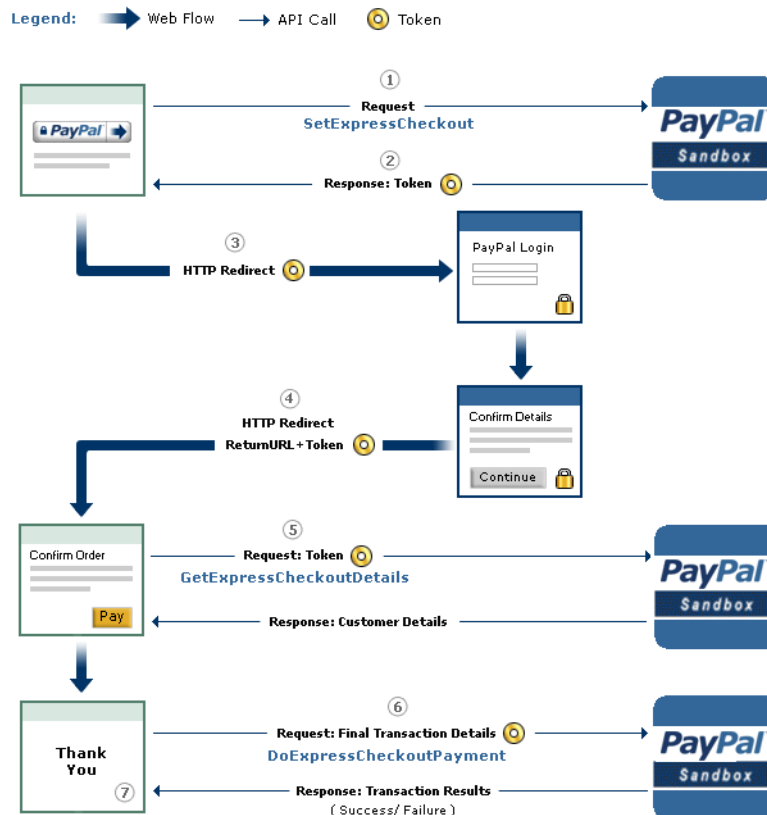 Legend: Web Flow API Call Token
1
Request
SetExpressCheckout
PayPal
PayPal
Sandbox
2
Response: Token
3
HTTP Redirect
PayPal Login
4
HTTP Redirect
ReturnURL+Token
Confirm Details
Continue
5
Confirm Order
Request: Token
GetExpressCheckoutDetails
PayPal
Sandbox
Pay
Response: Customer Details
6
Request: Final Transaction Details
DoExpressCheckoutPayment
PayPal
Sandbox
Thank
You
7
Response: Transaction Results
( Success/ Failure )